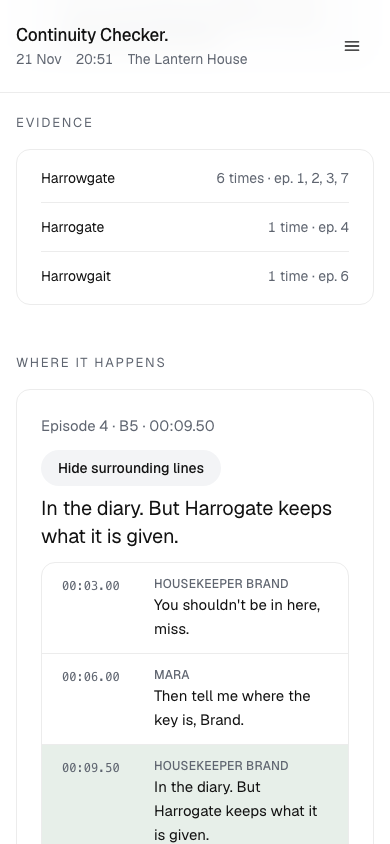 Continuity Checker.
21 Nov 20:51 The Lantern House
EVIDENCE
Harrowgate 6 times · ep. 1, 2, 3, 7
Harrogate 1 time · ep. 4
Harrowgait 1 time · ep. 6
WHERE IT HAPPENS
Episode 4 · B5 · 00:09.50
Hide surrounding lines
In the diary. But Harrogate keeps
what it is given.
00:03.00 HOUSEKEEPER BRAND
You shouldn't be in here,
miss.
00:06.00 MARA
Then tell me where the
key is, Brand.
00:09.50 HOUSEKEEPER BRAND
In the diary. But
Harrogate keeps what it
is given.